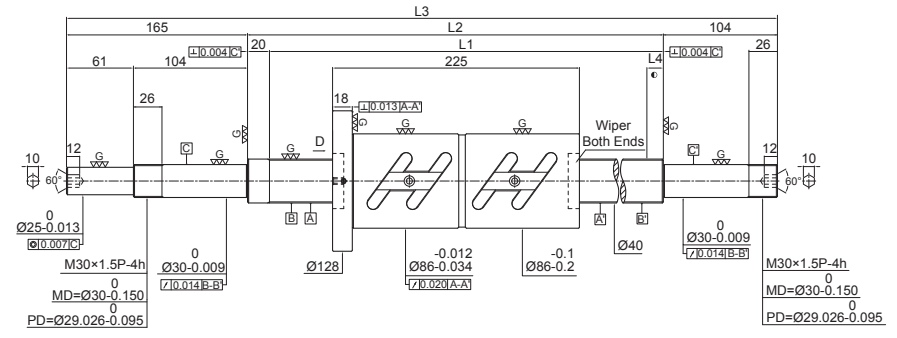 L3
165
L2
104
⊥ 0.004 C'
20
L1
⊥ 0.004 C'
26
61
104
225
L4
26
18
⊥ 0.013 A-A'
G
G
G
G
G
G
G
G
G
Wiper
Both Ends
C
D
C'
12
12
10
60°
60°
10
B
A
A'
B'
0
Ø25-0.013
◎ 0.007 C
0
Ø30-0.009
/ 0.014 B-B'
Ø128
-0.012
Ø86-0.034
/ 0.020 A-A'
-0.1
Ø86-0.2
Ø40
0
Ø30-0.009
/ 0.014 B-B'
M30×1.5P-4h
0
MD=Ø30-0.150
0
PD=Ø29.026-0.095
M30×1.5P-4h
0
MD=Ø30-0.150
0
PD=Ø29.026-0.095